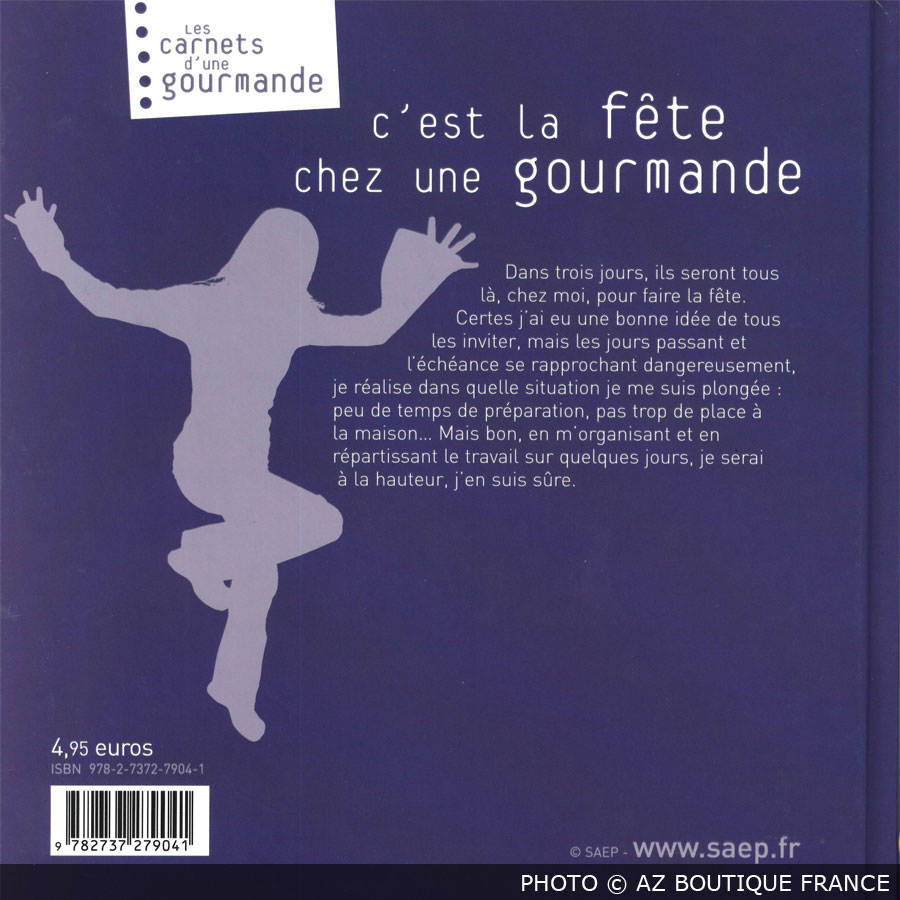 Les
carnets
d'une
gourmande
c'est la fête
chez une gourmande
Dans trois jours, ils seront tous
là, chez moi, pour faire la fête.
Certes j'ai eu une bonne idée de tous
les inviter, mais les jours passant et
l'échéance se rapprochant dangereusement,
je réalise dans quelle situation je me suis plongée :
peu de temps de préparation, pas trop de place à
la maison... Mais bon, en m'organisant et en
répartissant le travail sur quelques jours, je serai
à la hauteur, j'en suis sûre.
4,95 euros
ISBN 978-2-7372-7904-1
9 782737 279041
© SAEP - www.saep.fr
PHOTO © AZ BOUTIQUE FRANCE